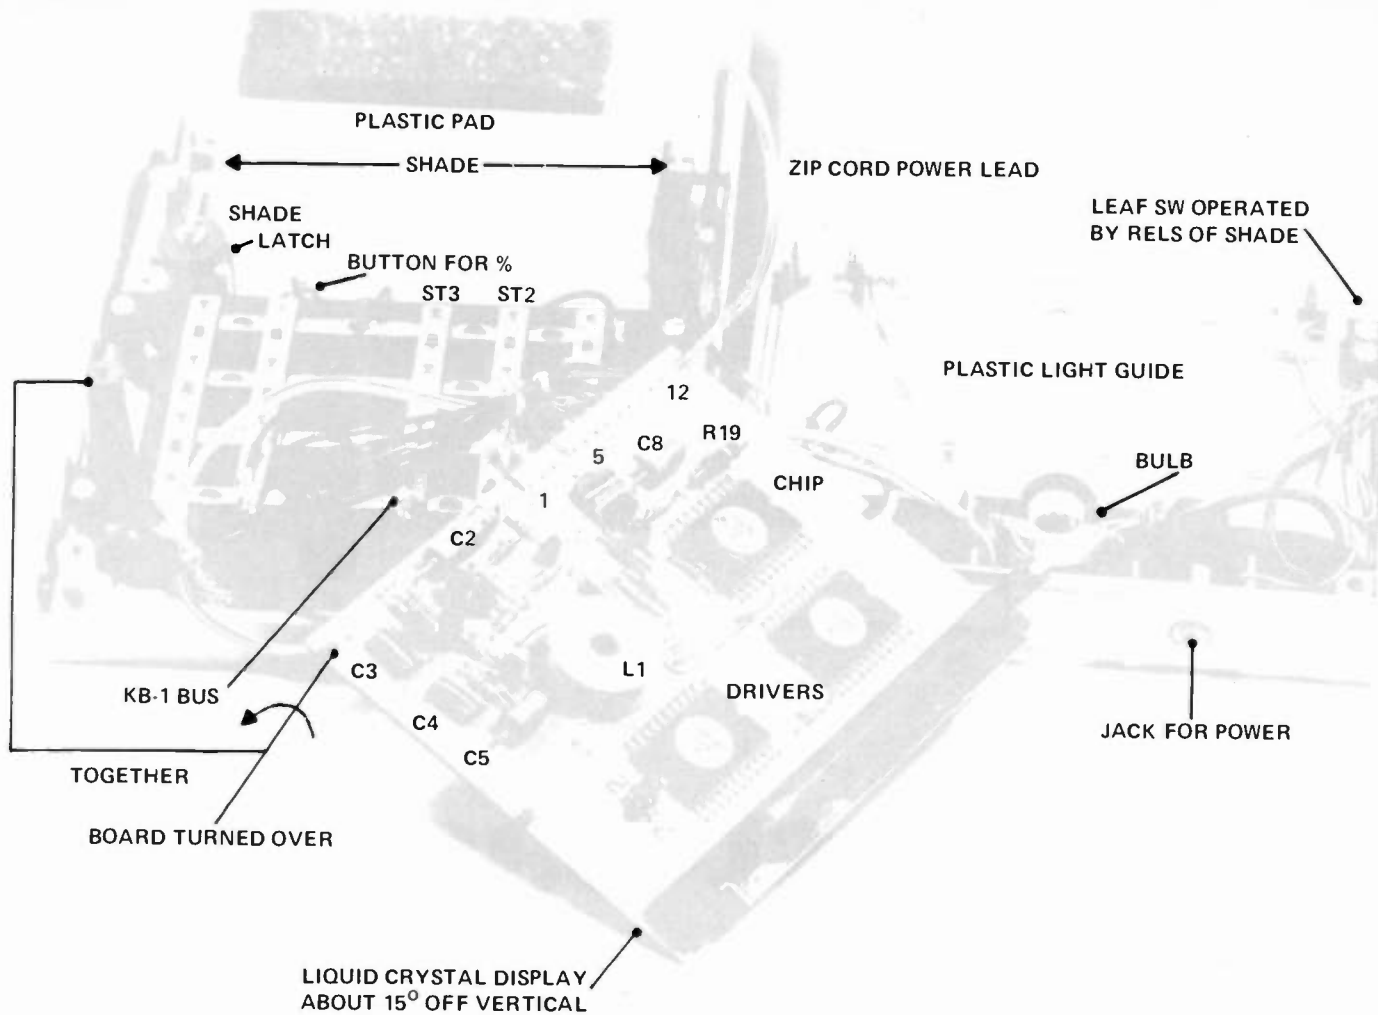 PLASTIC PAD
SHADE
ZIP CORD POWER LEAD
LEAF SW OPERATED
BY RELS OF SHADE
SHADE
LATCH
BUTTON FOR %
ST3
ST2
PLASTIC LIGHT GUIDE
12
R19
C8
5
CHIP
BULB
1
C2
C3
L1
DRIVERS
KB-1 BUS
C4
C5
JACK FOR POWER
TOGETHER
BOARD TURNED OVER
LIQUID CRYSTAL DISPLAY
ABOUT 15° OFF VERTICAL